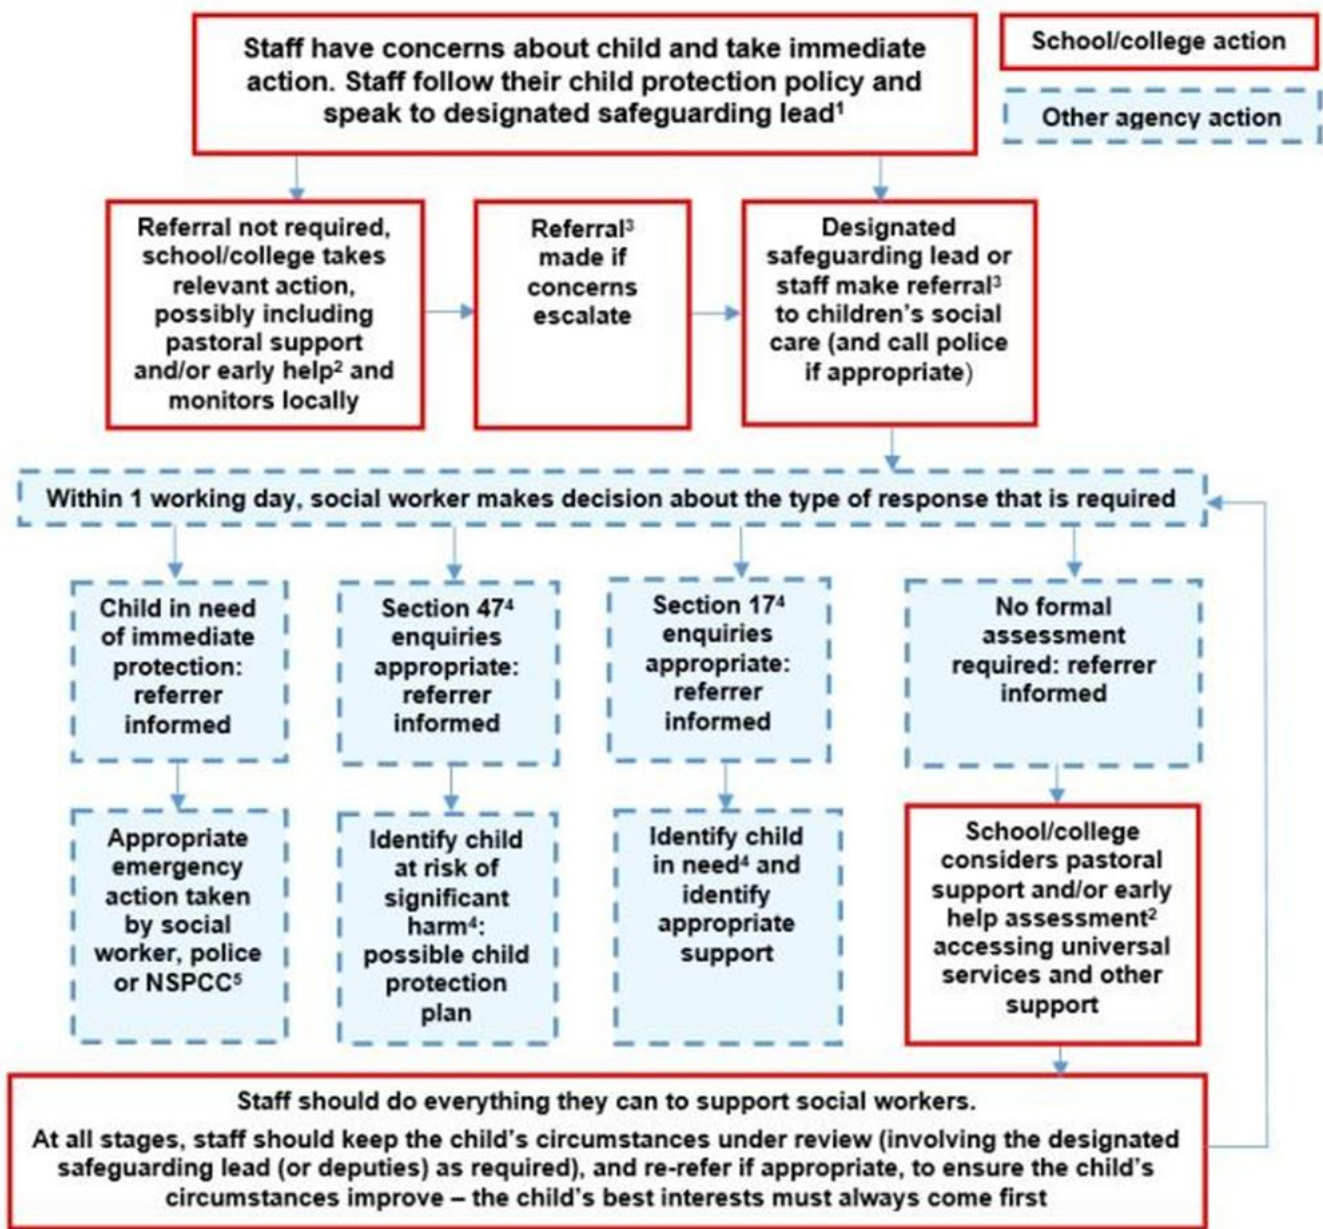 Staff have concerns about child and take immediate
action. Staff follow their child protection policy and
speak to designated safeguarding lead¹
School/college action
Other agency action
Referral not required,
school/college takes
relevant action,
possibly including
pastoral support
and/or early help² and
monitors locally
Referral³
made if
concerns
escalate
Designated
safeguarding lead or
staff make referral³
to children's social
care (and call police
if appropriate)
Within 1 working day, social worker makes decision about the type of response that is required
Child in need
of immediate
protection:
referrer
informed
Section 47⁴
enquiries
appropriate:
referrer
informed
Section 17⁴
enquiries
appropriate:
referrer
informed
No formal
assessment
required: referrer
informed
Appropriate
emergency
action taken
by social
worker, police
or NSPCC⁵
Identify child
at risk of
significant
harm⁴:
possible child
protection
plan
Identify child
in need⁴ and
identify
appropriate
support
School/college
considers pastoral
support and/or early
help assessment²
accessing universal
services and other
support
Staff should do everything they can to support social workers.
At all stages, staff should keep the child's circumstances under review (involving the designated
safeguarding lead (or deputies) as required), and re-refer if appropriate, to ensure the child's
circumstances improve – the child's best interests must always come first